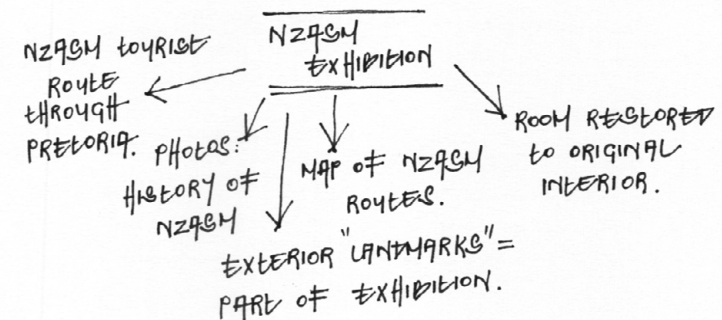 NZASM
EXHIBITION
NZASM TOURIST
ROUTE
THROUGH
PRETORIA.
PHOTOS:
HISTORY OF
NZASM
MAP OF NZASM
ROUTES.
EXTERIOR "LANDMARKS" =
PART OF EXHIBITION.
ROOM RESTORED
TO ORIGINAL
INTERIOR.